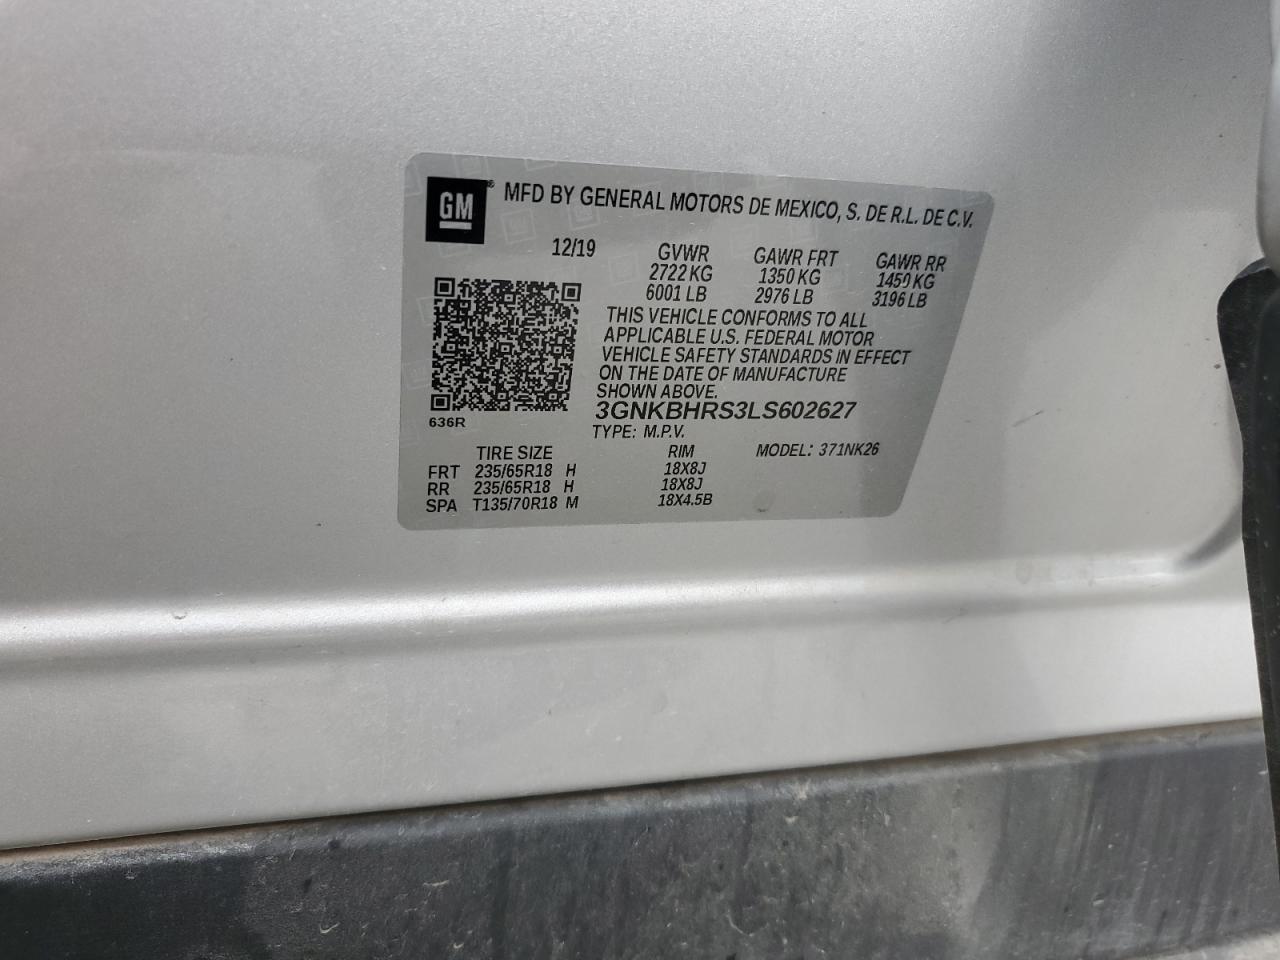 GM ® MFD BY GENERAL MOTORS DE MEXICO, S. DE R.L. DE C.V.
12/19 GVWR GAWR FRT GAWR RR
2722 KG 1350 KG 1450 KG
6001 LB 2976 LB 3196 LB
THIS VEHICLE CONFORMS TO ALL
APPLICABLE U.S. FEDERAL MOTOR
VEHICLE SAFETY STANDARDS IN EFFECT
ON THE DATE OF MANUFACTURE
SHOWN ABOVE.
3GNKBHRS3LS602627
636R
TYPE: M.P.V.
TIRE SIZE RIM MODEL: 371NK26
FRT 235/65R18 H 18X8J
RR 235/65R18 H 18X8J
SPA T135/70R18 M 18X4.5B